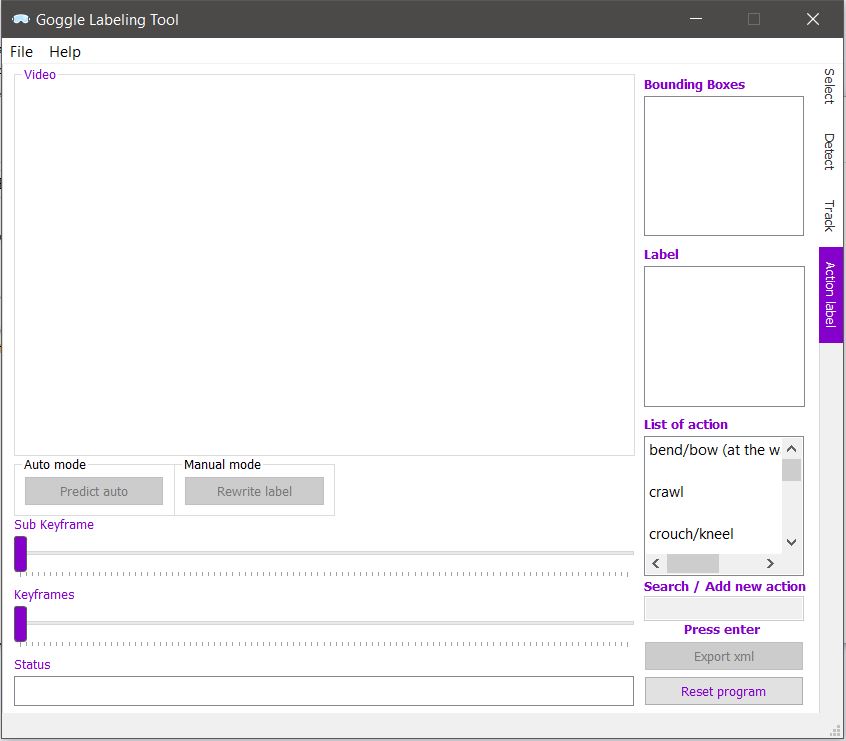 Goggle Labeling Tool
File Help
Video
Bounding Boxes
Label
List of action
bend/bow (at the w
crawl
crouch/kneel
Search / Add new action
Press enter
Export xml
Reset program
Auto mode
Predict auto
Manual mode
Rewrite label
Sub Keyframe
Keyframes
Status
Select
Detect
Track
Action label